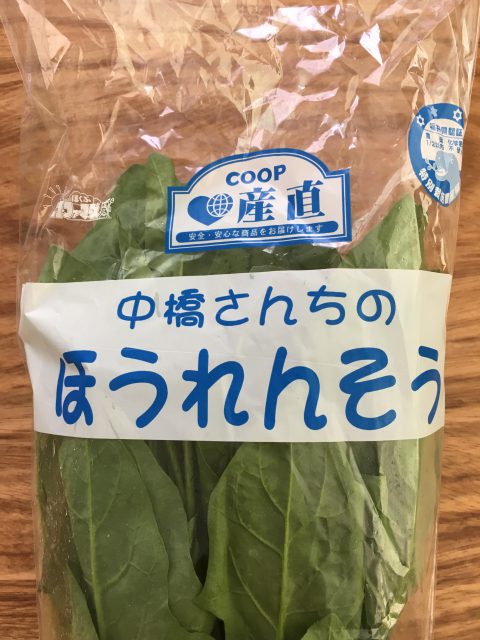 COOP
産直
安全・安心な商品をお届けします
中橋さんちの
ほうれんそう